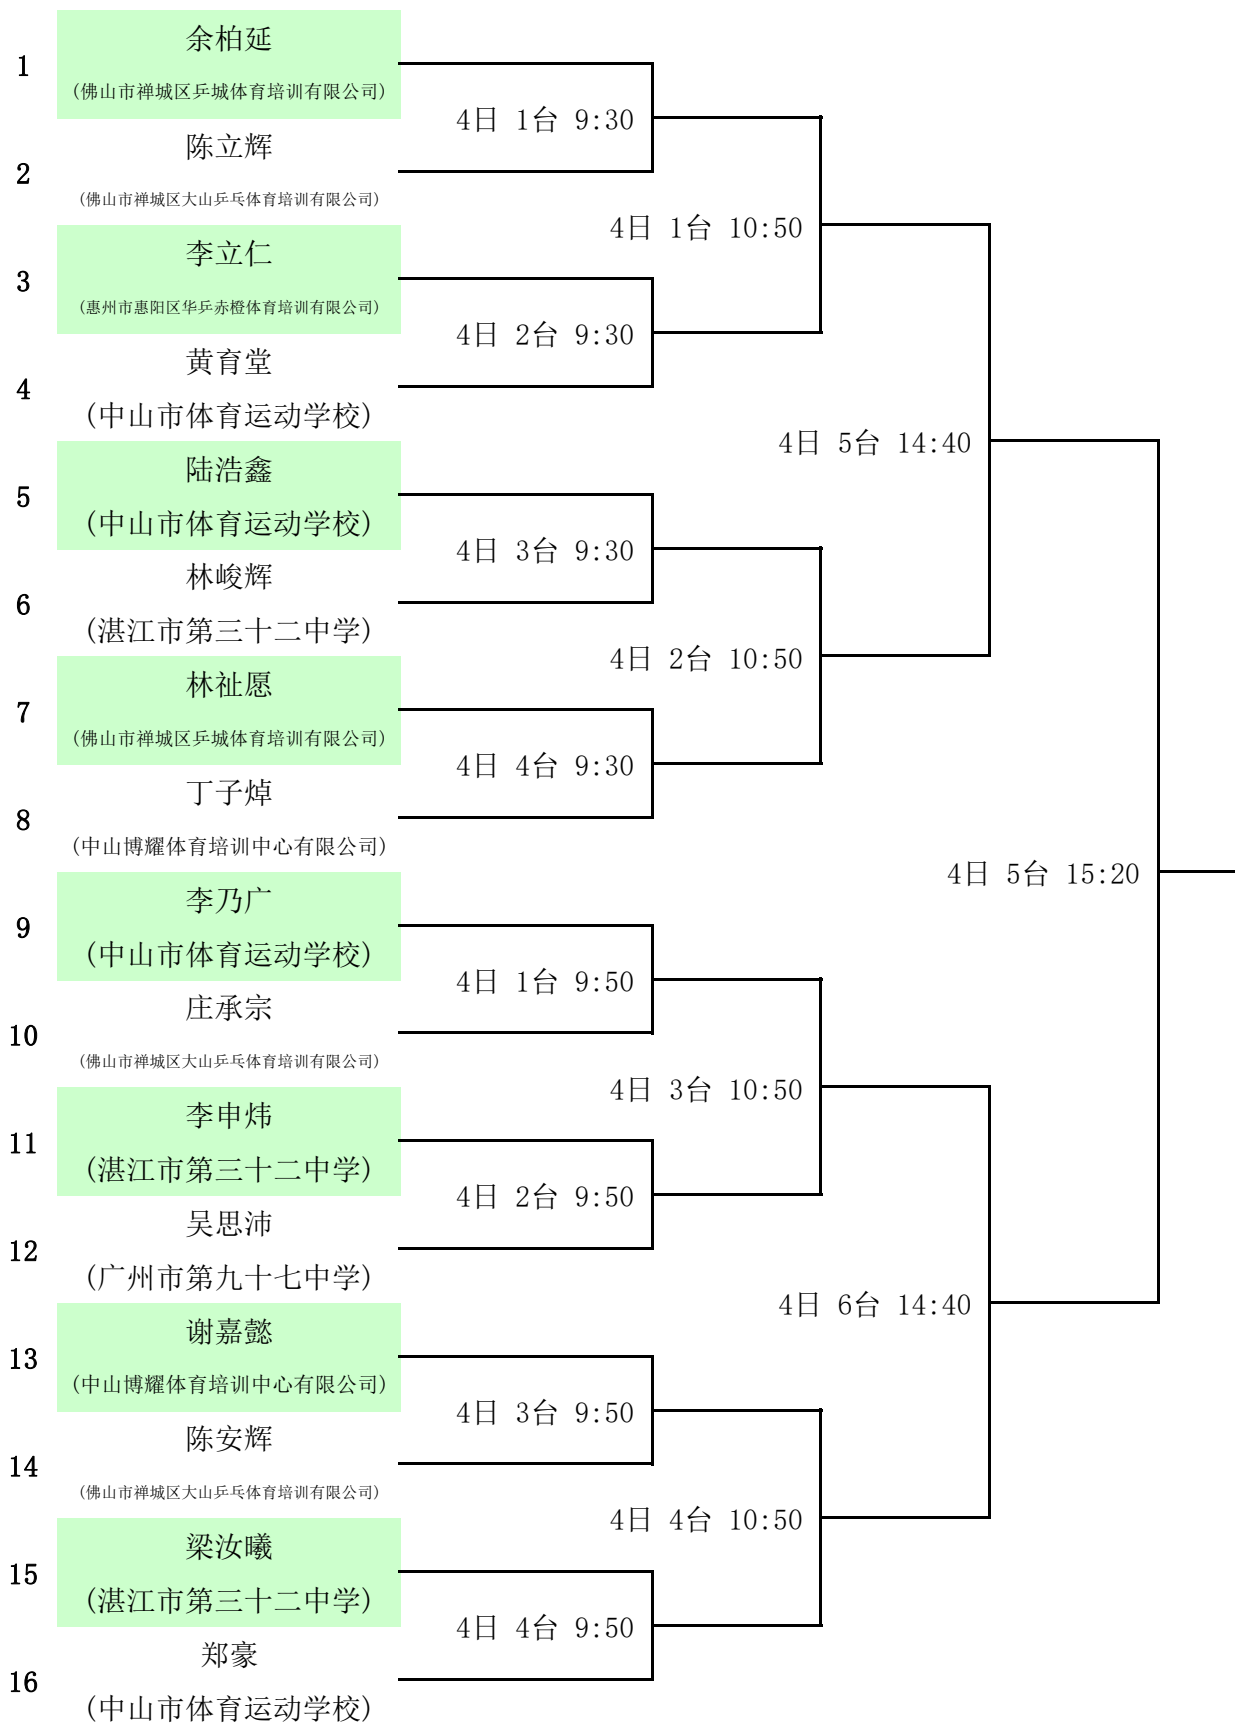 余柏延
1
(佛山市禅城区乒城体育培训有限公司)
4日 1台 9:30
陈立辉
2
(佛山市禅城区大山乒乓体育培训有限公司)
4日 1台 10:50
李立仁
3
(惠州市惠阳区华乒赤橙体育培训有限公司)
4日 2台 9:30
黄育堂
4
(中山市体育运动学校)
4日 5台 14:40
陆浩鑫
5
(中山市体育运动学校)
4日 3台 9:30
林峻辉
6
(湛江市第三十二中学)
4日 2台 10:50
林祉愿
7
(佛山市禅城区乒城体育培训有限公司)
4日 4台 9:30
丁子焯
8
(中山博耀体育培训中心有限公司)
4日 5台 15:20
李乃广
9
(中山市体育运动学校)
4日 1台 9:50
庄承宗
10
(佛山市禅城区大山乒乓体育培训有限公司)
4日 3台 10:50
李申炜
11
(湛江市第三十二中学)
4日 2台 9:50
吴思沛
12
(广州市第九十七中学)
4日 6台 14:40
谢嘉懿
13
(中山博耀体育培训中心有限公司)
4日 3台 9:50
陈安辉
14
(佛山市禅城区大山乒乓体育培训有限公司)
4日 4台 10:50
梁汝曦
15
(湛江市第三十二中学)
4日 4台 9:50
郑豪
16
(中山市体育运动学校)